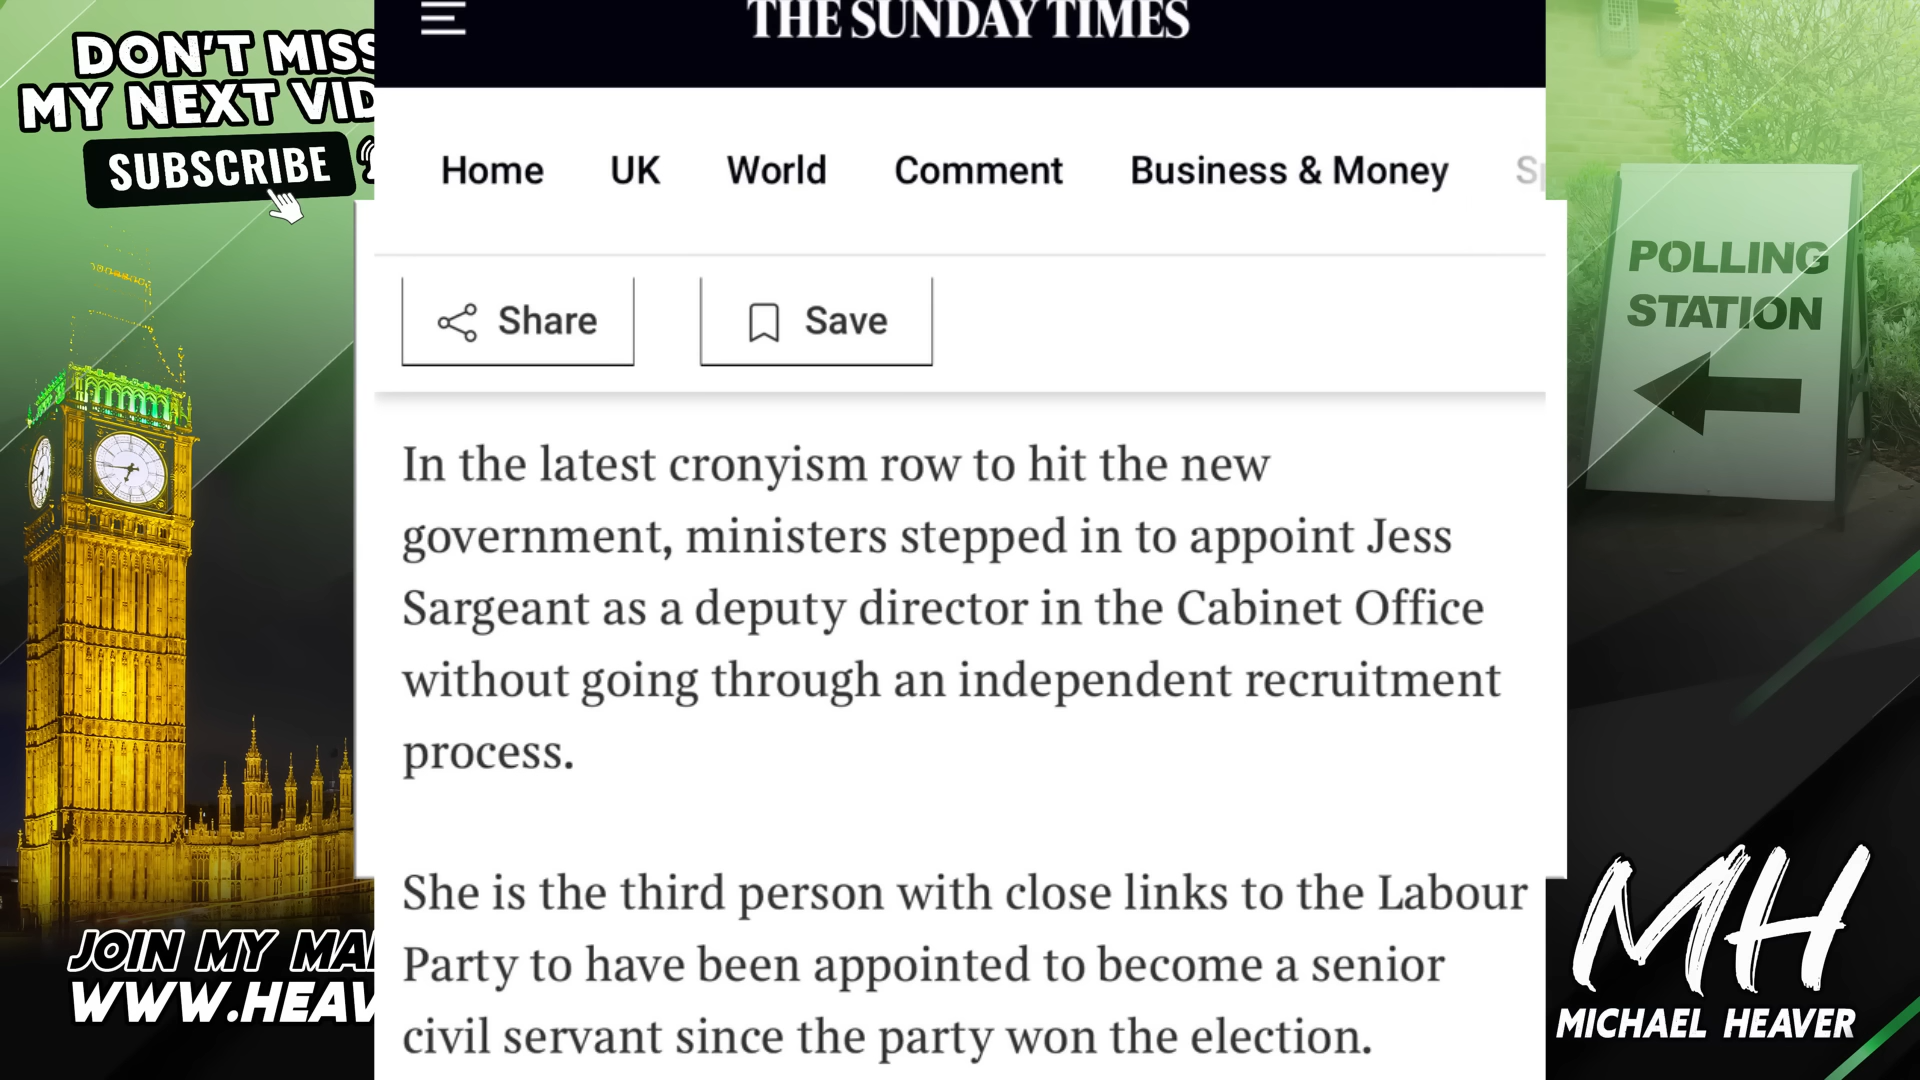 DON'T MISS
MY NEXT VID
SUBSCRIBE
THE SUNDAY TIMES
Home UK World Comment Business & Money
Share Save
In the latest cronyism row to hit the new
government, ministers stepped in to appoint Jess
Sargeant as a deputy director in the Cabinet Office
without going through an independent recruitment
process.
She is the third person with close links to the Labour
Party to have been appointed to become a senior
civil servant since the party won the election.
POLLING
STATION
JOIN MY
WWW.HEAV
MH
MICHAEL HEAVER